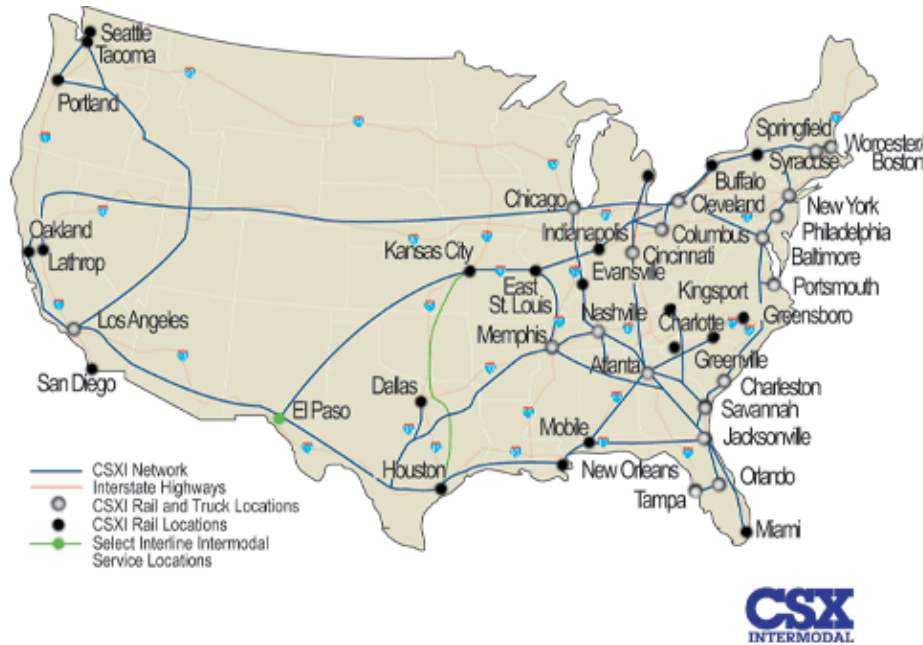 Seattle
Tacoma
Portland
Springfield
Worcester/
Boston
Syracuse
Buffalo
Chicago
Cleveland
New York
Oakland
Indianapolis
Columbus
Philadelphia
Kansas City
Cincinnati
Baltimore
Lathrop
Evansville
East
St. Louis
Kingsport
Portsmouth
Los Angeles
Nashville
Memphis
Charlotte
Greensboro
Atlanta
Greenville
San Diego
Dallas
Charleston
El Paso
Savannah
Mobile
Jacksonville
Houston
New Orleans
Orlando
Tampa
Miami
CSXI Network
Interstate Highways
CSXI Rail and Truck Locations
CSXI Rail Locations
Select Interline Intermodal
Service Locations
CSX
INTERMODAL